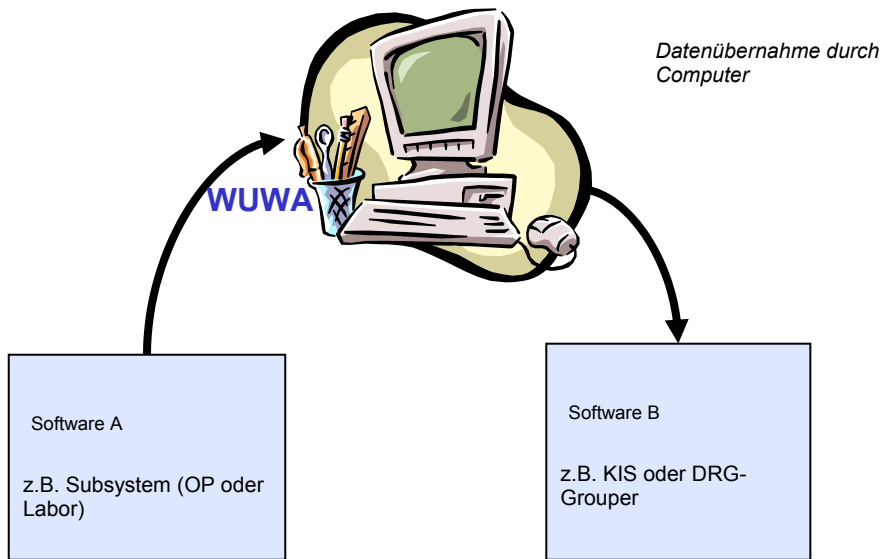 Datenübernahme durch
Computer
WUWA
Software A
z.B. Subsystem (OP oder
Labor)
Software B
z.B. KIS oder DRG-
Grouper